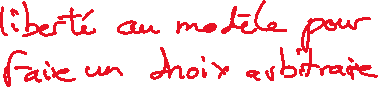 liberté au modèle pour
faire un choix arbitraire